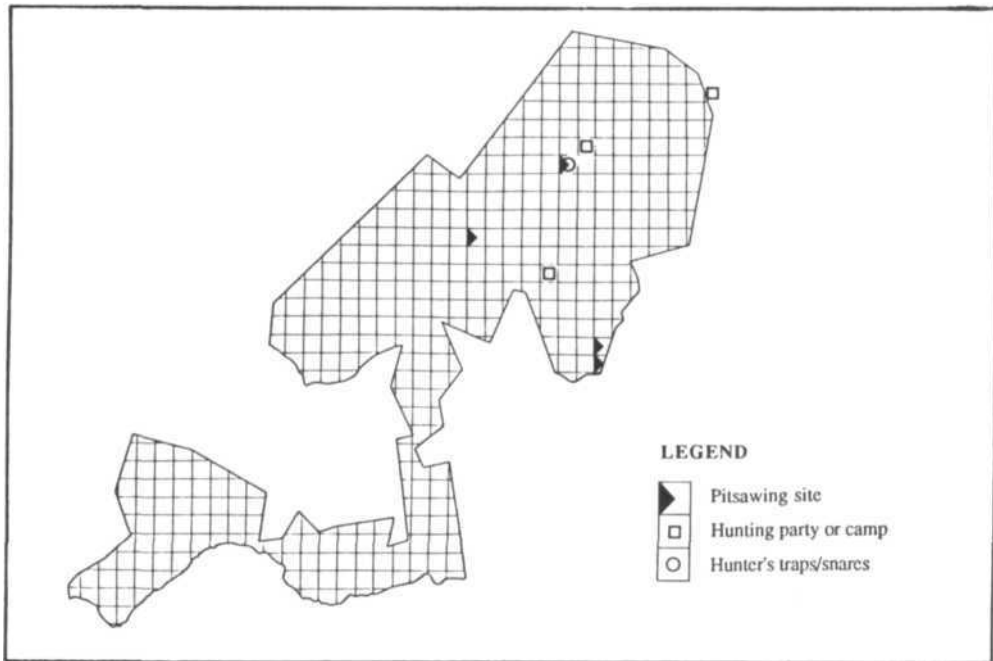 LEGEND
Pitsawing site
Hunting party or camp
Hunter's traps/snares